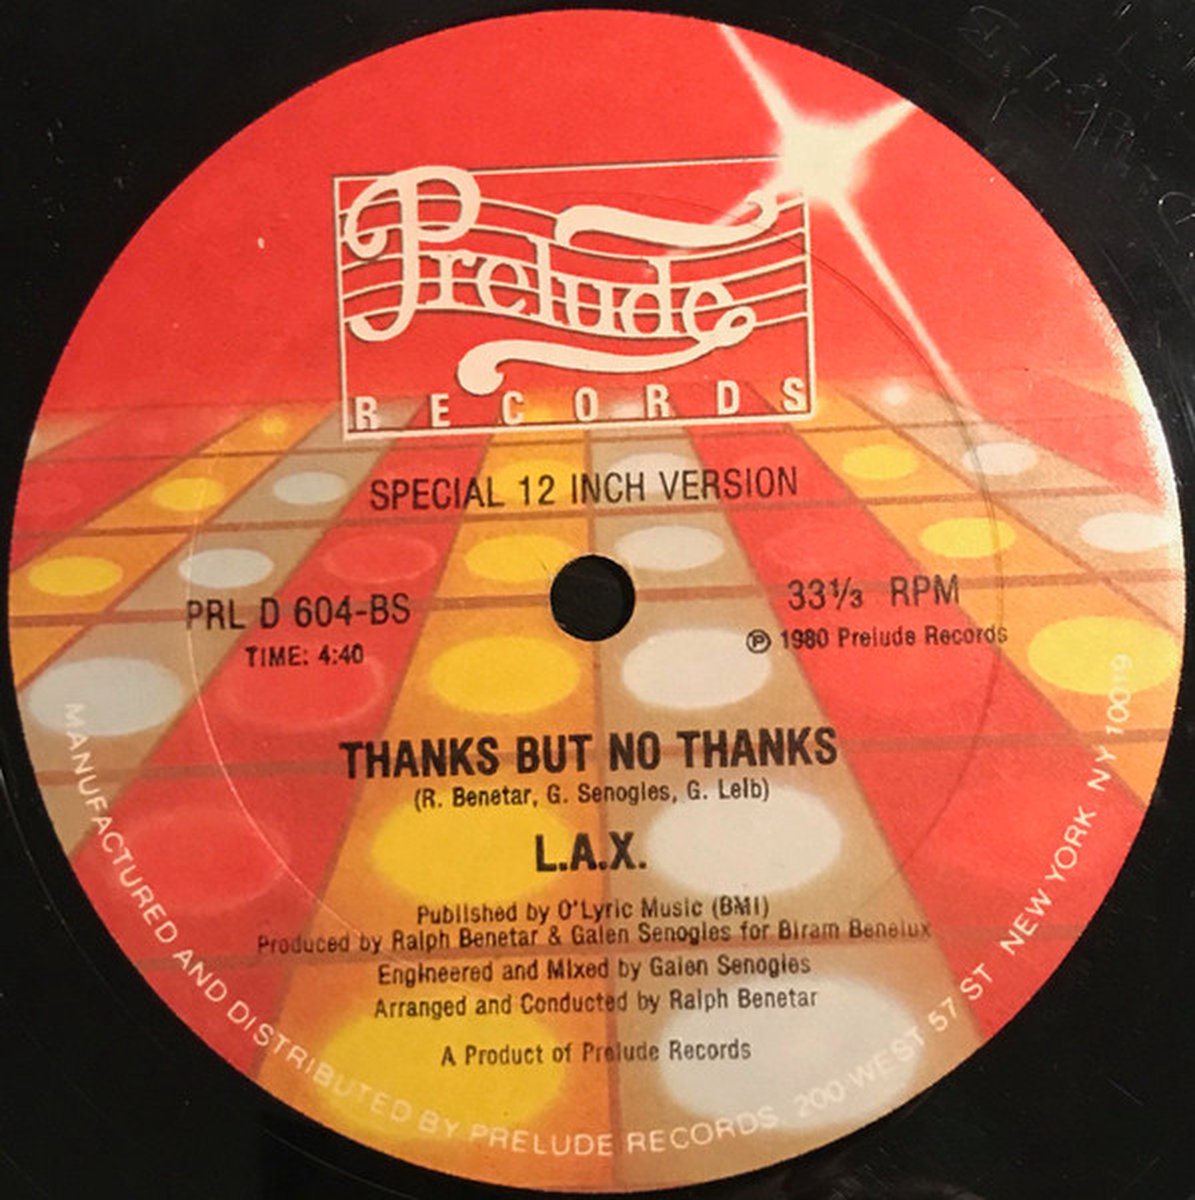 Prelude
RECORDS
SPECIAL 12 INCH VERSION
PRL D 604-BS
TIME: 4:40
33⅓ RPM
℗ 1980 Prelude Records
THANKS BUT NO THANKS
(R. Benetar, G. Senogles, G. Leib)
L.A.X.
Published by O'Lyric Music (BMI)
Produced by Ralph Benetar & Galen Senogles for Biram Benelux
Engineered and Mixed by Galen Senogles
Arranged and Conducted by Ralph Benetar
A Product of Prelude Records
MANUFACTURED AND DISTRIBUTED BY PRELUDE RECORDS, 200 WEST 57 ST NEW YORK NY 10019